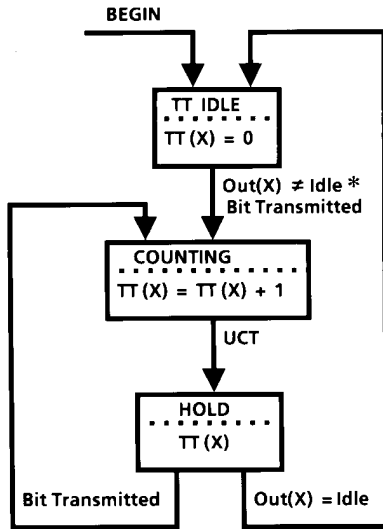 BEGIN
TT IDLE
TT(X) = 0
Out(X) ≠ Idle *
Bit Transmitted
COUNTING
TT(X) = TT(X) + 1
UCT
HOLD
TT(X)
Bit Transmitted
Out(X) = Idle